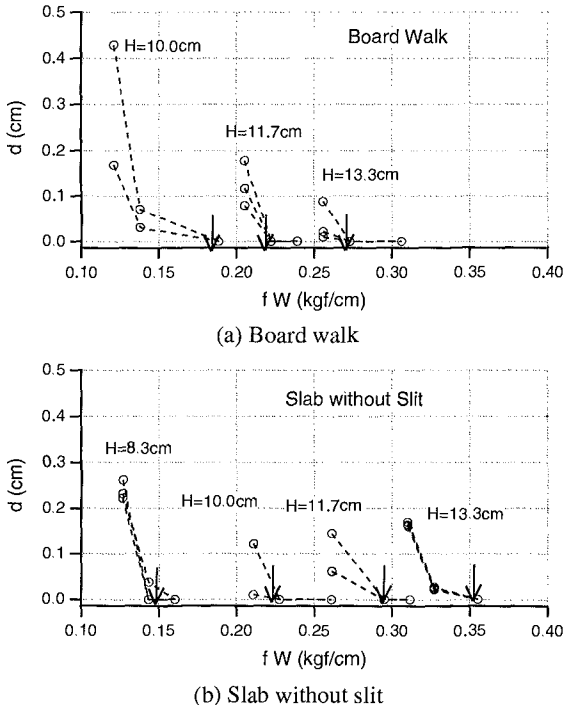 0.5
Board Walk
H=10.0cm
0.4
0.3
H=11.7cm
0.2
H=13.3cm
0.1
0.0
d (cm)
0.10 0.15 0.20 0.25 0.30 0.35 0.40
f W (kgf/cm)
(a) Board walk
0.5
Slab without Slit
0.4
H=8.3cm
0.3
H=10.0cm H=11.7cm H=13.3cm
0.2
0.1
0.0
d (cm)
0.10 0.15 0.20 0.25 0.30 0.35 0.40
f W (kgf/cm)
(b) Slab without slit